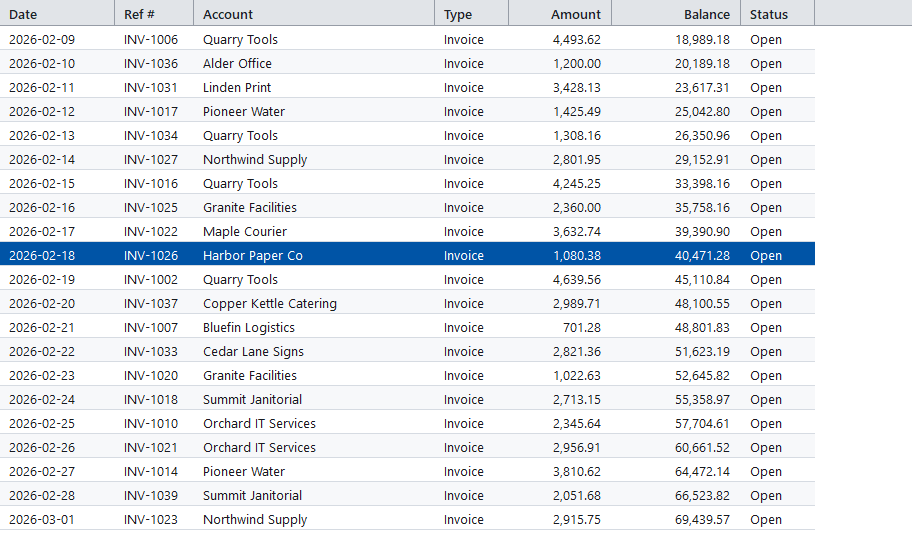 Date Ref # Account Type Amount Balance Status
2026-02-09 INV-1006 Quarry Tools Invoice 4,493.62 18,989.18 Open
2026-02-10 INV-1036 Alder Office Invoice 1,200.00 20,189.18 Open
2026-02-11 INV-1031 Linden Print Invoice 3,428.13 23,617.31 Open
2026-02-12 INV-1017 Pioneer Water Invoice 1,425.49 25,042.80 Open
2026-02-13 INV-1034 Quarry Tools Invoice 1,308.16 26,350.96 Open
2026-02-14 INV-1027 Northwind Supply Invoice 2,801.95 29,152.91 Open
2026-02-15 INV-1016 Quarry Tools Invoice 4,245.25 33,398.16 Open
2026-02-16 INV-1025 Granite Facilities Invoice 2,360.00 35,758.16 Open
2026-02-17 INV-1022 Maple Courier Invoice 3,632.74 39,390.90 Open
2026-02-18 INV-1026 Harbor Paper Co Invoice 1,080.38 40,471.28 Open
2026-02-19 INV-1002 Quarry Tools Invoice 4,639.56 45,110.84 Open
2026-02-20 INV-1037 Copper Kettle Catering Invoice 2,989.71 48,100.55 Open
2026-02-21 INV-1007 Bluefin Logistics Invoice 701.28 48,801.83 Open
2026-02-22 INV-1033 Cedar Lane Signs Invoice 2,821.36 51,623.19 Open
2026-02-23 INV-1020 Granite Facilities Invoice 1,022.63 52,645.82 Open
2026-02-24 INV-1018 Summit Janitorial Invoice 2,713.15 55,358.97 Open
2026-02-25 INV-1010 Orchard IT Services Invoice 2,345.64 57,704.61 Open
2026-02-26 INV-1021 Orchard IT Services Invoice 2,956.91 60,661.52 Open
2026-02-27 INV-1014 Pioneer Water Invoice 3,810.62 64,472.14 Open
2026-02-28 INV-1039 Summit Janitorial Invoice 2,051.68 66,523.82 Open
2026-03-01 INV-1023 Northwind Supply Invoice 2,915.75 69,439.57 Open